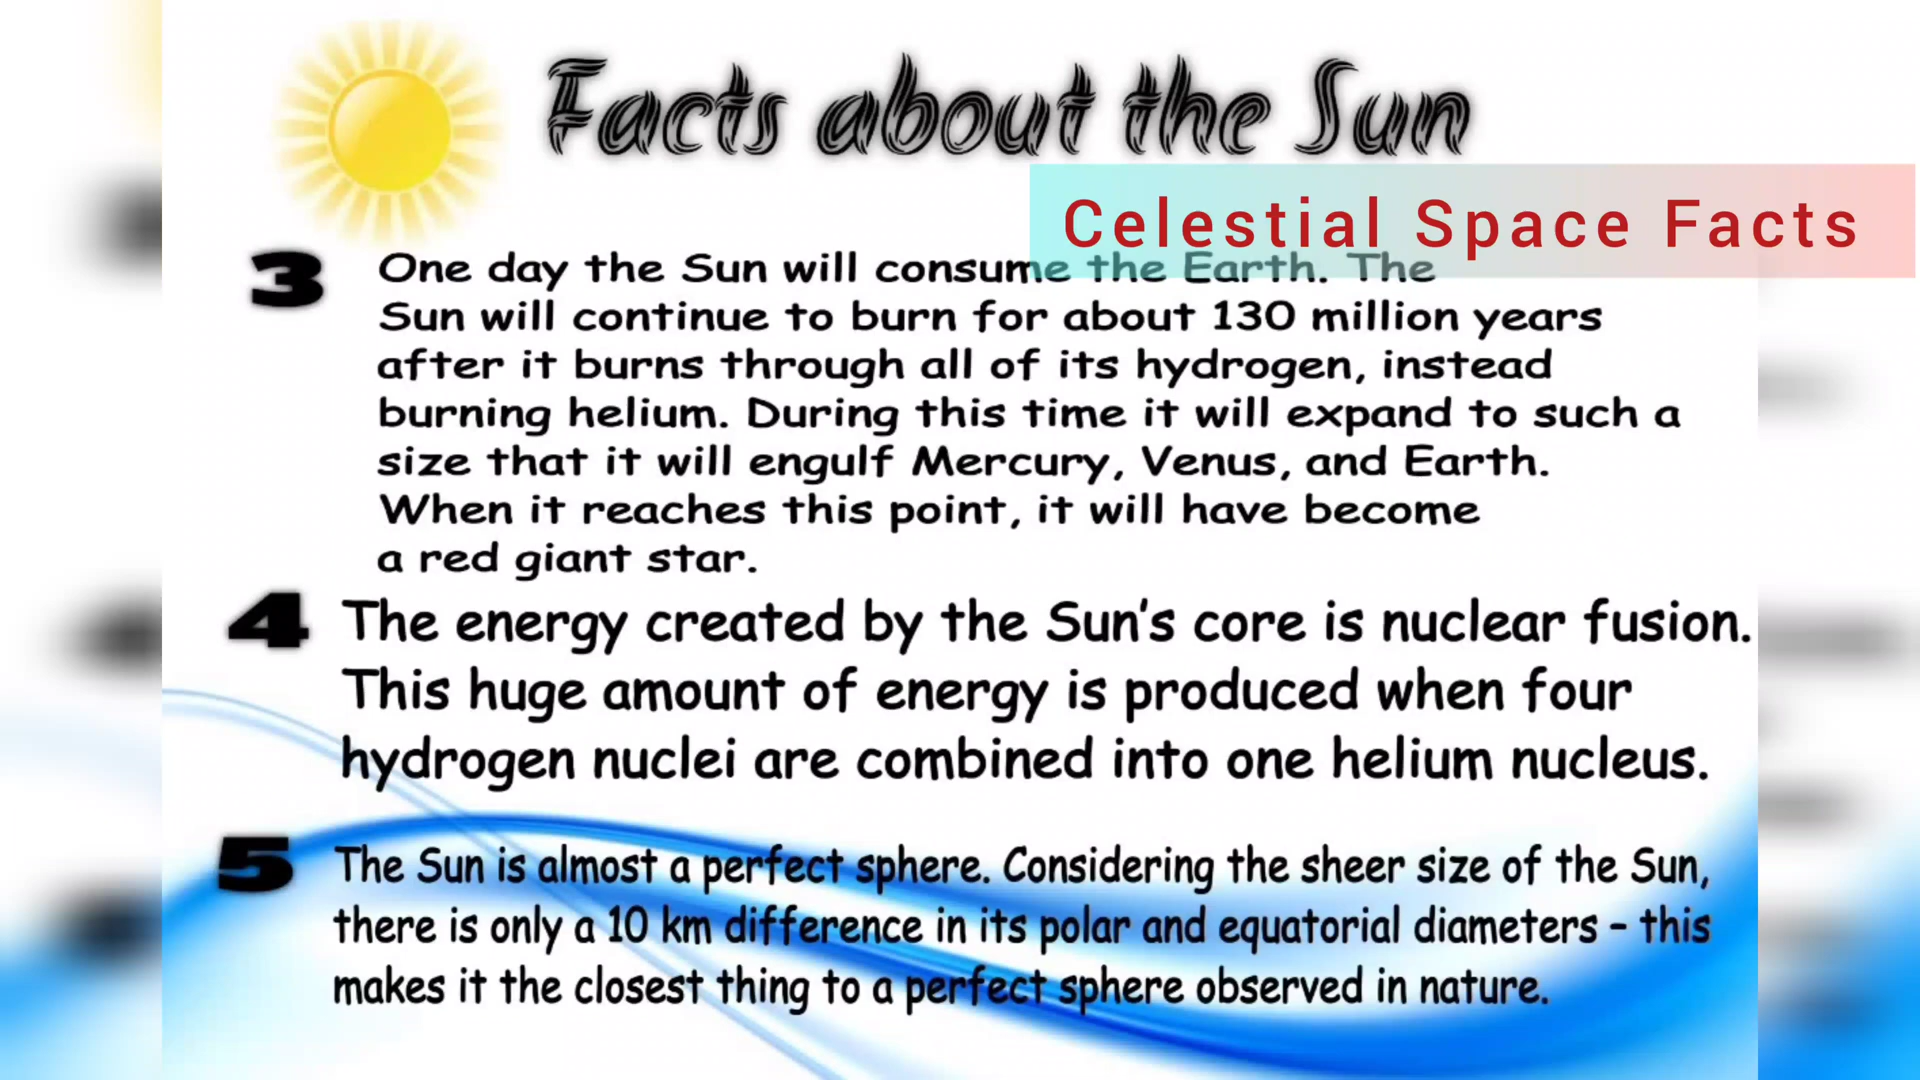 Facts about the Sun
Celestial Space Facts
3 One day the Sun will consume the Earth. The
Sun will continue to burn for about 130 million years
after it burns through all of its hydrogen, instead
burning helium. During this time it will expand to such a
size that it will engulf Mercury, Venus, and Earth.
When it reaches this point, it will have become
a red giant star.
4 The energy created by the Sun's core is nuclear fusion.
This huge amount of energy is produced when four
hydrogen nuclei are combined into one helium nucleus.
5 The Sun is almost a perfect sphere. Considering the sheer size of the Sun,
there is only a 10 km difference in its polar and equatorial diameters – this
makes it the closest thing to a perfect sphere observed in nature.